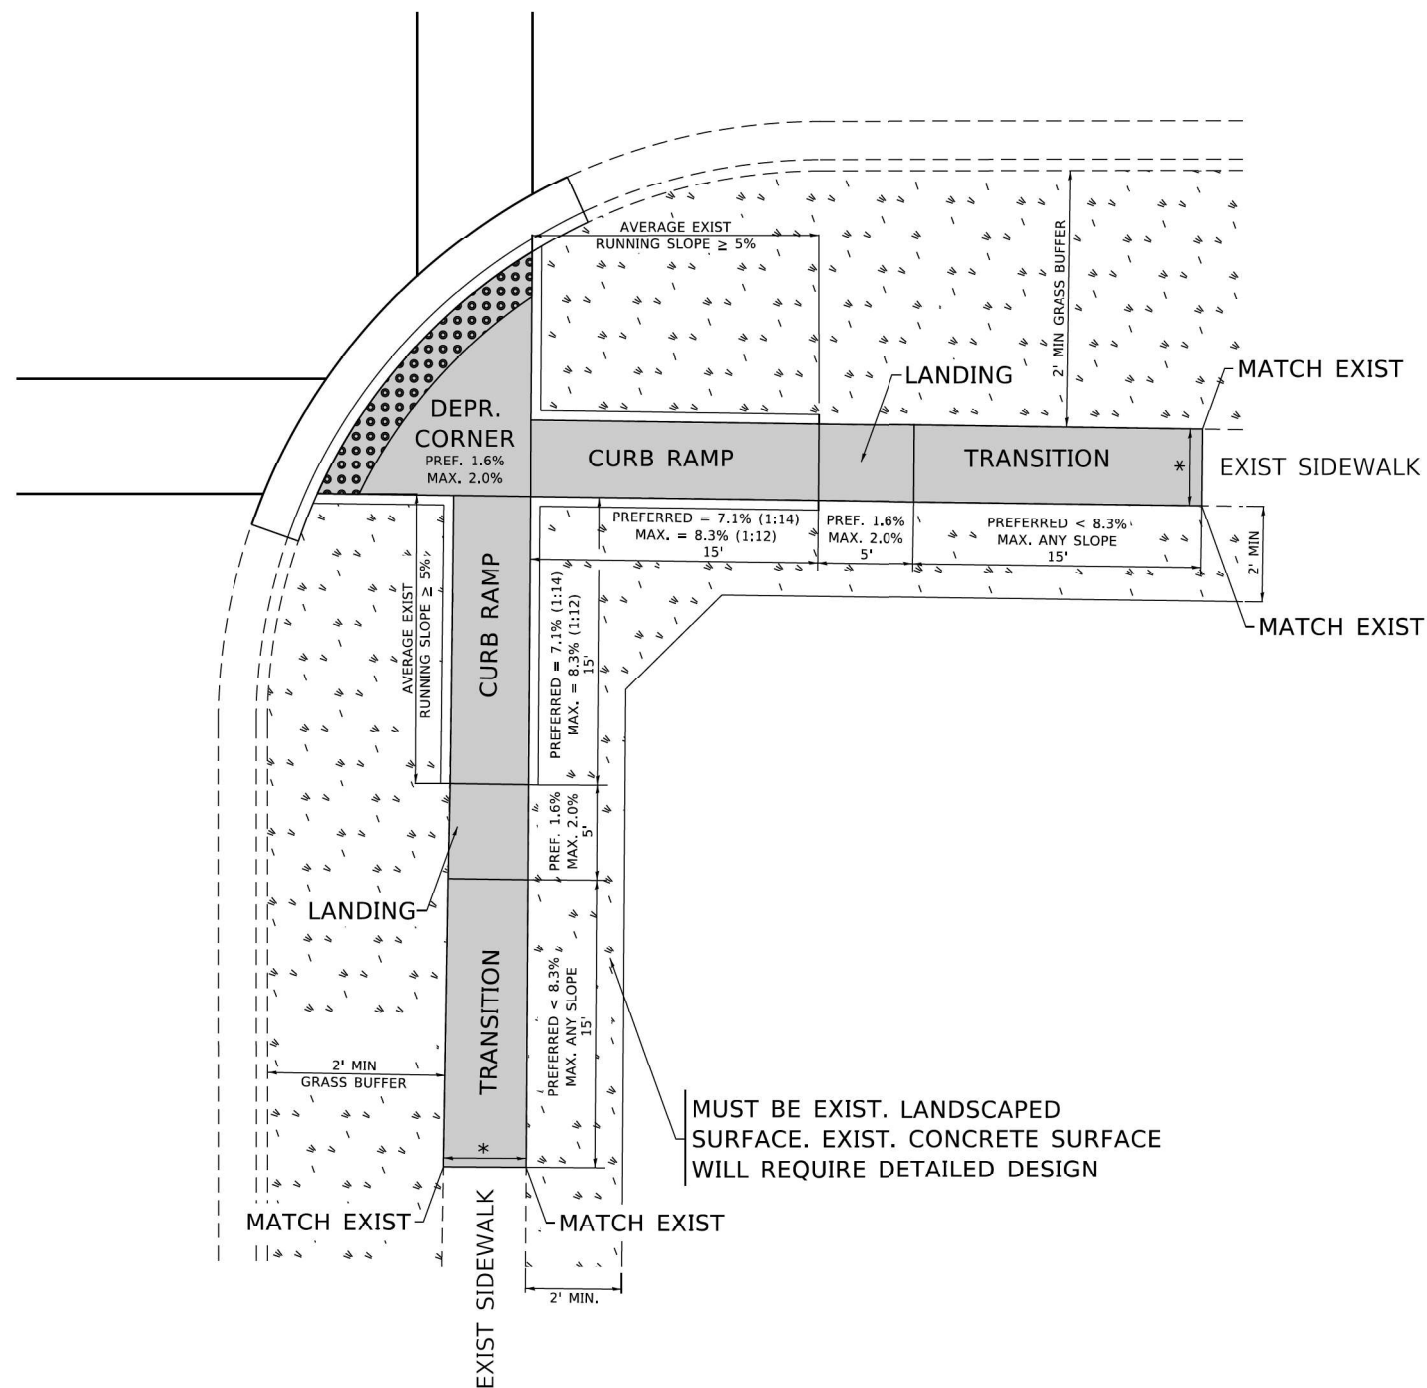 AVERAGE EXIST
RUNNING SLOPE ≥ 5%
2' MIN GRASS BUFFER
LANDING
MATCH EXIST
DEPR.
CORNER
PREF. 1.6%
MAX. 2.0%
CURB RAMP
TRANSITION
*
EXIST SIDEWALK
PREFERRED = 7.1% (1:14)
MAX. = 8.3% (1:12)
15'
PREF. 1.6%
MAX. 2.0%
5'
PREFERRED < 8.3%
MAX. ANY SLOPE
15'
2' MIN
MATCH EXIST
AVERAGE EXIST
RUNNING SLOPE ≥ 5%
CURB RAMP
PREFERRED = 7.1% (1:14)
MAX. = 8.3% (1:12)
15'
PREF. 1.6%
MAX. 2.0%
5'
LANDING
TRANSITION
PREFERRED < 8.3%
MAX. ANY SLOPE
15'
2' MIN
GRASS BUFFER
*
MUST BE EXIST. LANDSCAPED
SURFACE. EXIST. CONCRETE SURFACE
WILL REQUIRE DETAILED DESIGN
MATCH EXIST
MATCH EXIST
EXIST SIDEWALK
2' MIN.